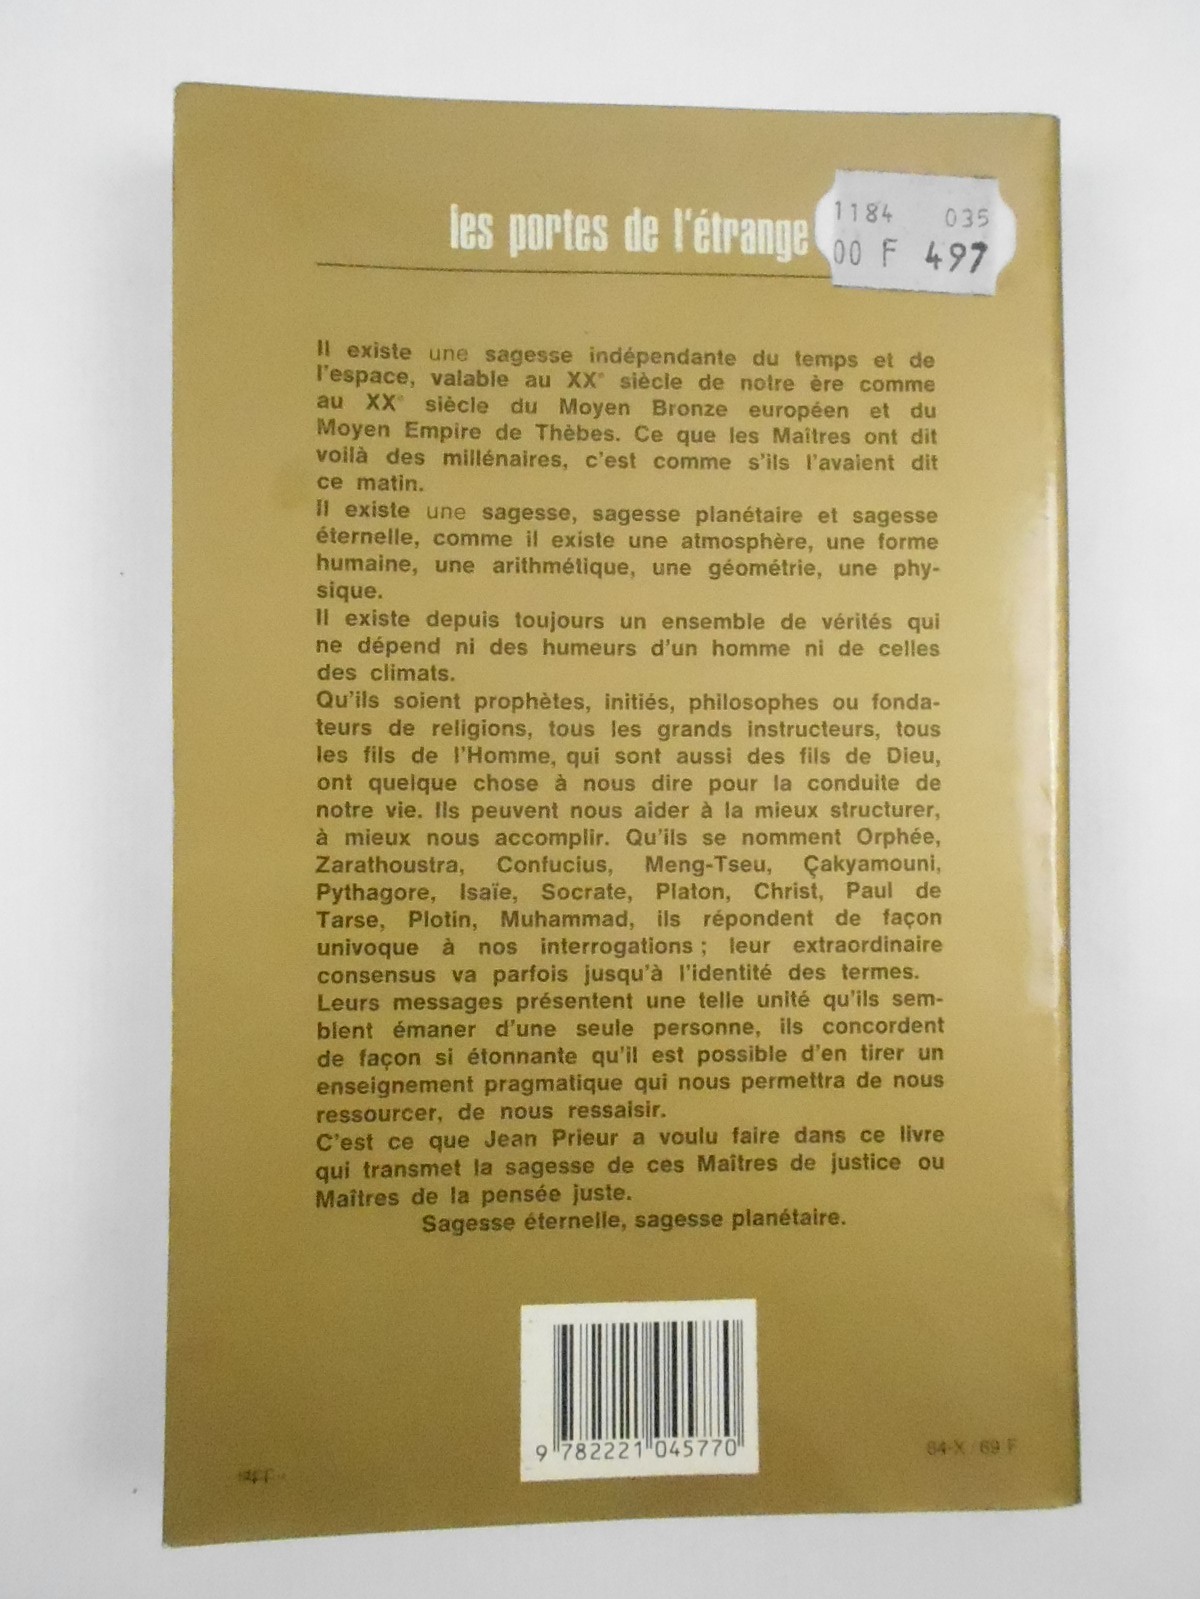 les portes de l'étrange
1184 035
00 F 497
Il existe une sagesse indépendante du temps et de
l'espace, valable au XXe siècle de notre ère comme
au XXe siècle du Moyen Bronze européen et du
Moyen Empire de Thèbes. Ce que les Maîtres ont dit
voilà des millénaires, c'est comme s'ils l'avaient dit
ce matin.
Il existe une sagesse, sagesse planétaire et sagesse
éternelle, comme il existe une atmosphère, une forme
humaine, une arithmétique, une géométrie, une phy-
sique.
Il existe depuis toujours un ensemble de vérités qui
ne dépend ni des humeurs d'un homme ni de celles
des climats.
Qu'ils soient prophètes, initiés, philosophes ou fonda-
teurs de religions, tous les grands instructeurs, tous
les fils de l'Homme, qui sont aussi des fils de Dieu,
ont quelque chose à nous dire pour la conduite de
notre vie. Ils peuvent nous aider à la mieux structurer,
à mieux nous accomplir. Qu'ils se nomment Orphée,
Zarathoustra, Confucius, Meng-Tseu, Çakyamouni,
Pythagore, Isaïe, Socrate, Platon, Christ, Paul de
Tarse, Plotin, Muhammad, ils répondent de façon
univoque à nos interrogations ; leur extraordinaire
consensus va parfois jusqu'à l'identité des termes.
Leurs messages présentent une telle unité qu'ils sem-
blent émaner d'une seule personne, ils concordent
de façon si étonnante qu'il est possible d'en tirer un
enseignement pragmatique qui nous permettra de nous
ressourcer, de nous ressaisir.
C'est ce que Jean Prieur a voulu faire dans ce livre
qui transmet la sagesse de ces Maîtres de justice ou
Maîtres de la pensée juste.
Sagesse éternelle, sagesse planétaire.
9 782221 045770
84-X / 69 F